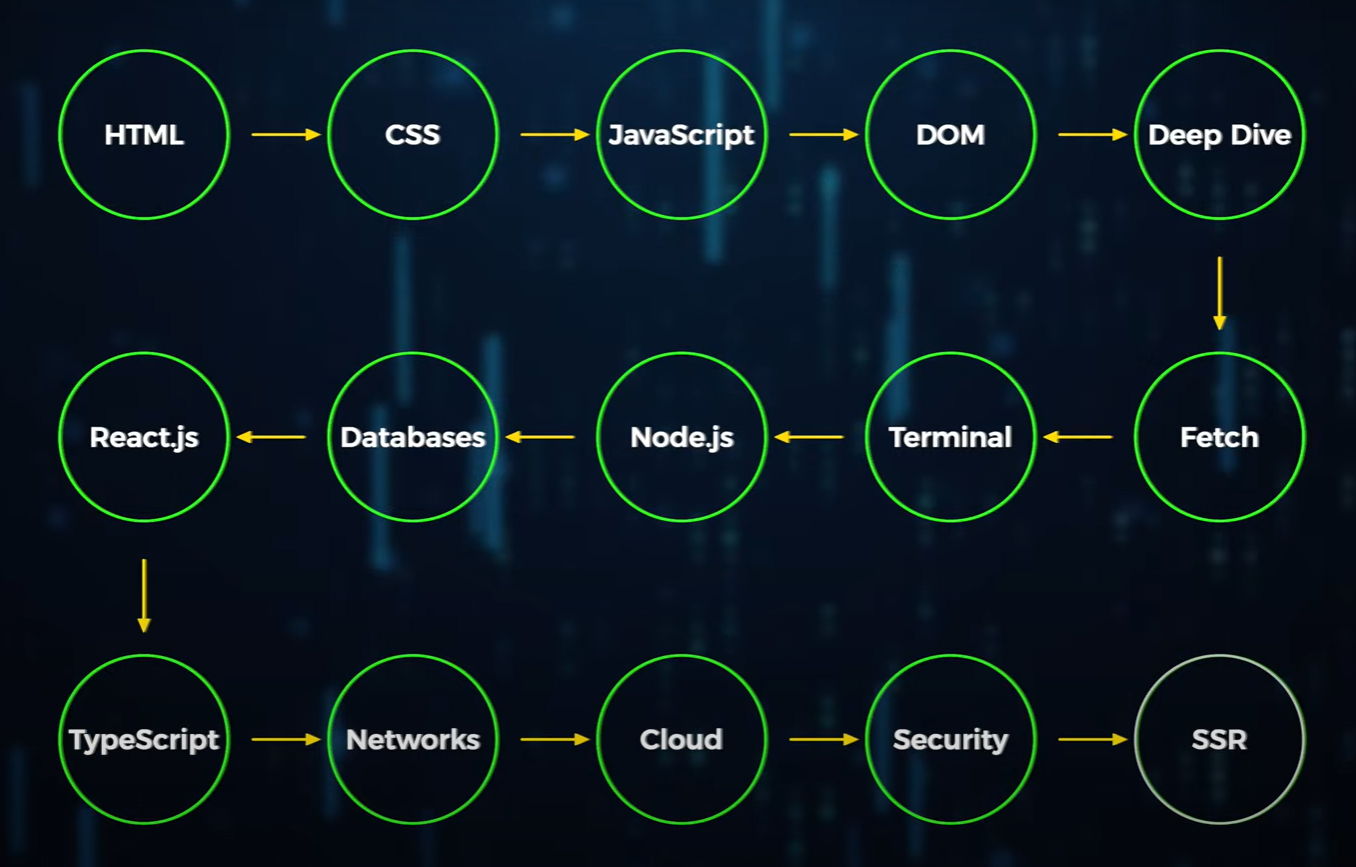 HTML
CSS
JavaScript
DOM
Deep Dive
React.js
Databases
Node.js
Terminal
Fetch
TypeScript
Networks
Cloud
Security
SSR